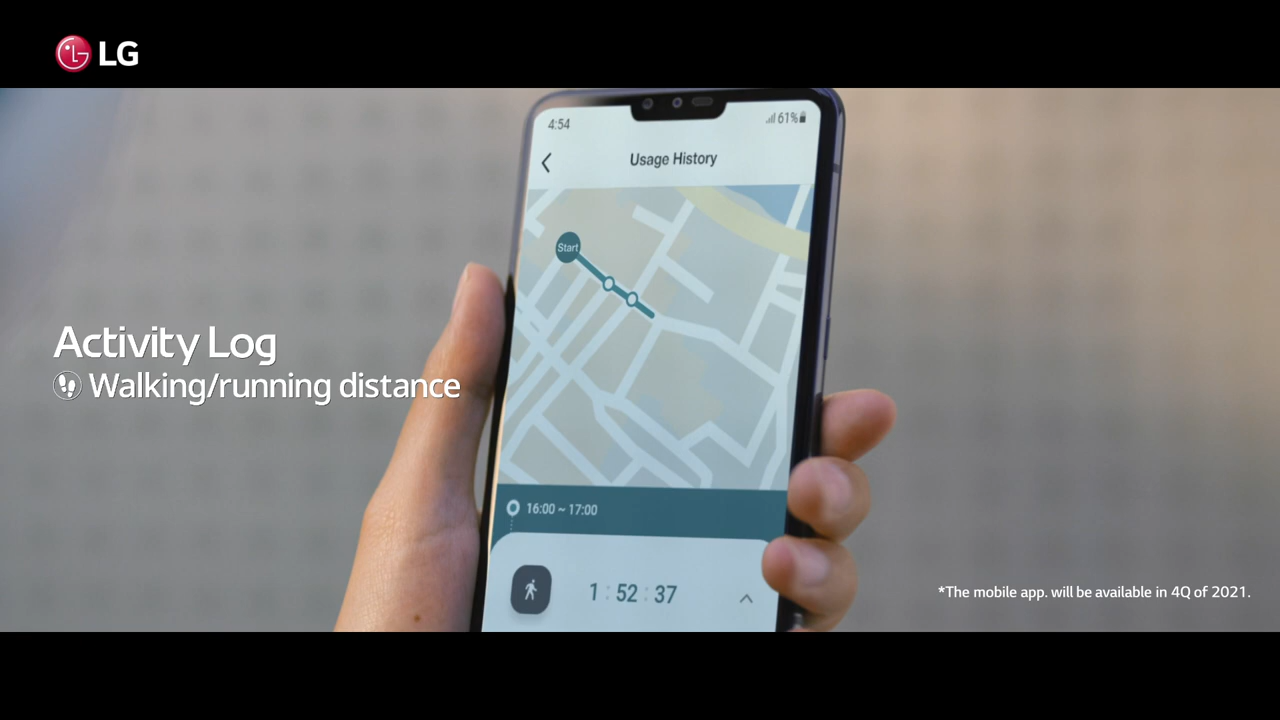 LG
4:54
61%
Usage History
Start
Activity Log
Walking/running distance
16:00 ~ 17:00
1 : 52 : 37
*The mobile app. will be available in 4Q of 2021.